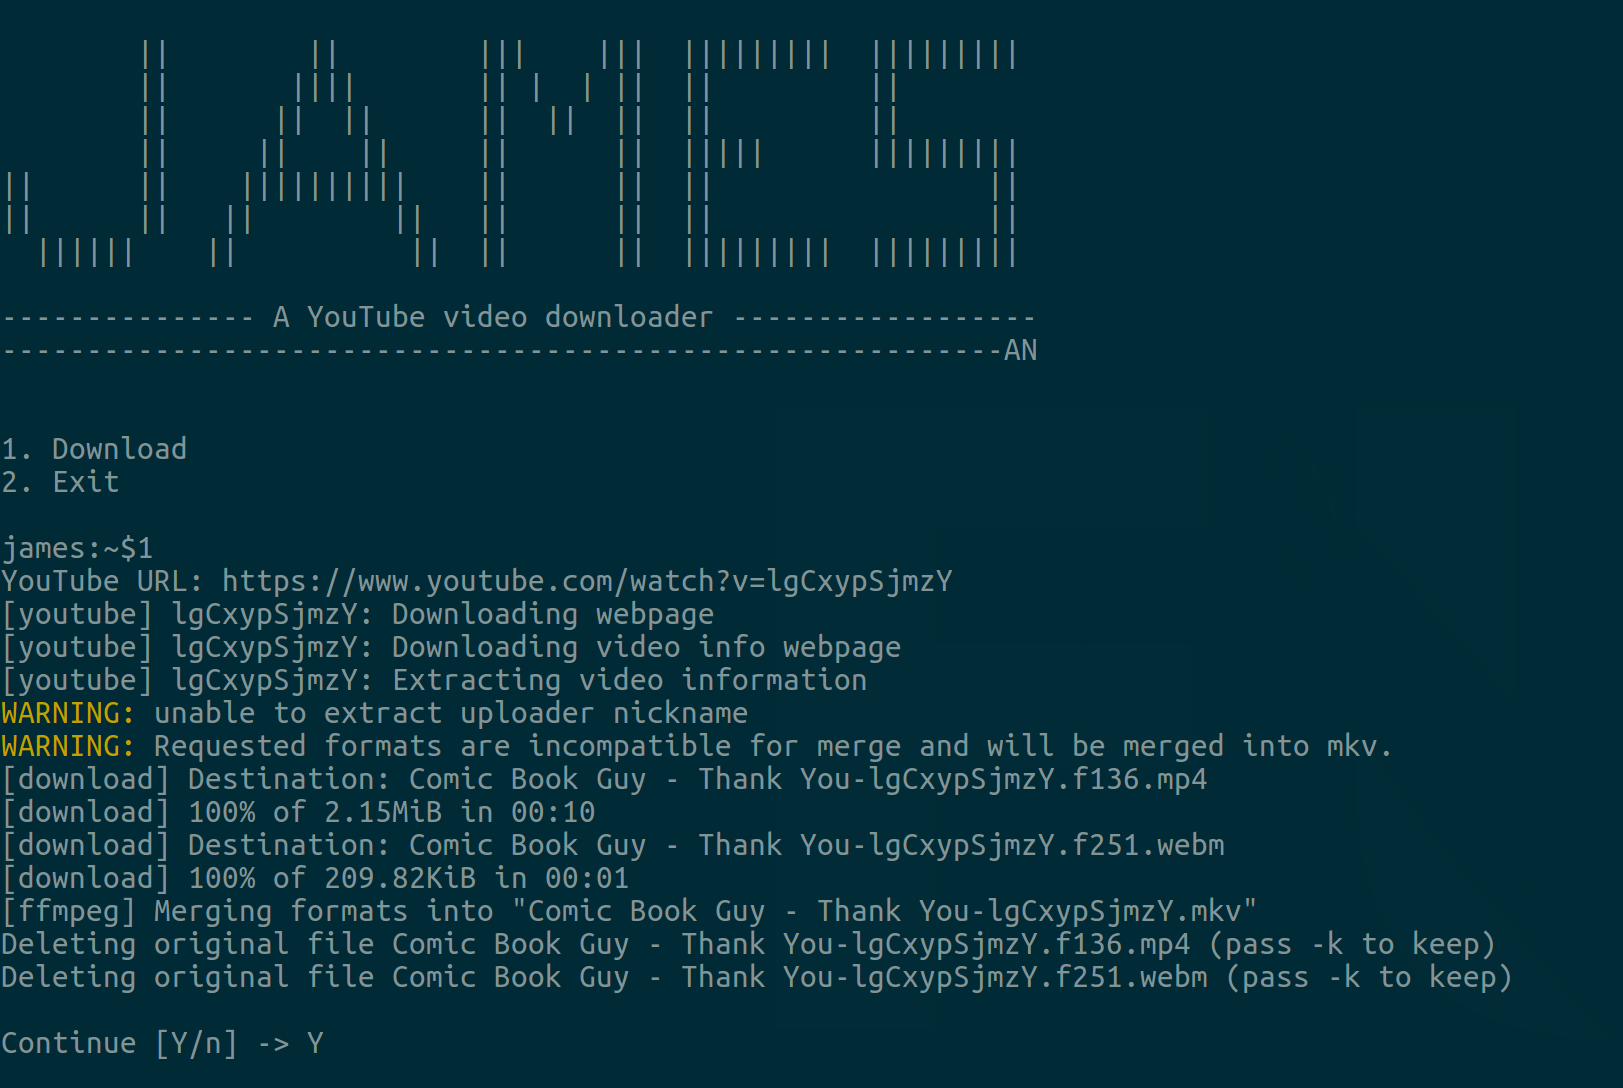 JAMES
--------------- A YouTube video downloader ------------------
-----------------------------------------------------------AN
1. Download
2. Exit
james:~$1
YouTube URL: https://www.youtube.com/watch?v=lgCxypSjmzY
[youtube] lgCxypSjmzY: Downloading webpage
[youtube] lgCxypSjmzY: Downloading video info webpage
[youtube] lgCxypSjmzY: Extracting video information
WARNING: unable to extract uploader nickname
WARNING: Requested formats are incompatible for merge and will be merged into mkv.
[download] Destination: Comic Book Guy - Thank You-lgCxypSjmzY.f136.mp4
[download] 100% of 2.15MiB in 00:10
[download] Destination: Comic Book Guy - Thank You-lgCxypSjmzY.f251.webm
[download] 100% of 209.82KiB in 00:01
[ffmpeg] Merging formats into "Comic Book Guy - Thank You-lgCxypSjmzY.mkv"
Deleting original file Comic Book Guy - Thank You-lgCxypSjmzY.f136.mp4 (pass -k to keep)
Deleting original file Comic Book Guy - Thank You-lgCxypSjmzY.f251.webm (pass -k to keep)
Continue [Y/n] -> Y